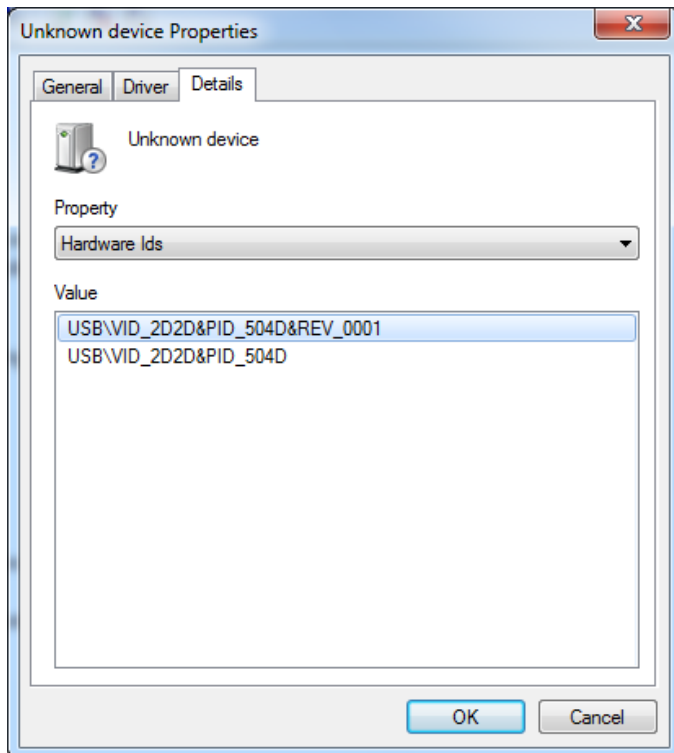 Unknown device Properties
General Driver Details
Unknown device
Property
Hardware Ids
Value
USB\VID_2D2D&PID_504D&REV_0001
USB\VID_2D2D&PID_504D
OK Cancel